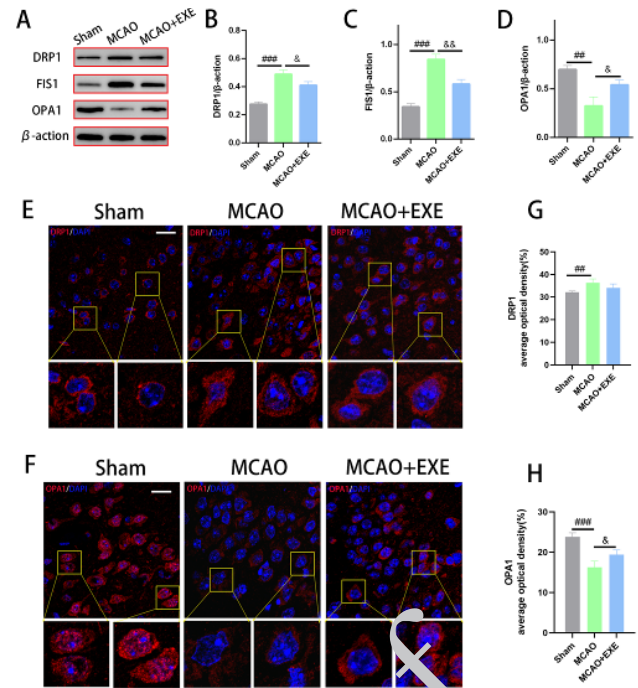 A
Sham
MCAO
MCAO+EXE
DRP1
FIS1
OPA1
β-action
B
DRP1/β-action
0.8
0.6
0.4
0.2
0.0
###
&
Sham
MCAO
MCAO+EXE
C
FIS1/β-action
1.0
0.5
0.0
###
&&
Sham
MCAO
MCAO+EXE
D
OPA1/β-action
1.0
0.5
0.0
##
&
Sham
MCAO
MCAO+EXE
E
Sham
MCAO
MCAO+EXE
DRP1/DAPI
DRP1/DAPI
DRP1/DAPI
G
DRP1
average optical density(%)
50
40
30
20
10
0
##
Sham
MCAO
MCAO+EXE
F
Sham
MCAO
MCAO+EXE
OPA1/DAPI
OPA1/DAPI
OPA1/DAPI
H
OPA1
average optical density(%)
30
20
10
0
###
&
Sham
MCAO
MCAO+EXE